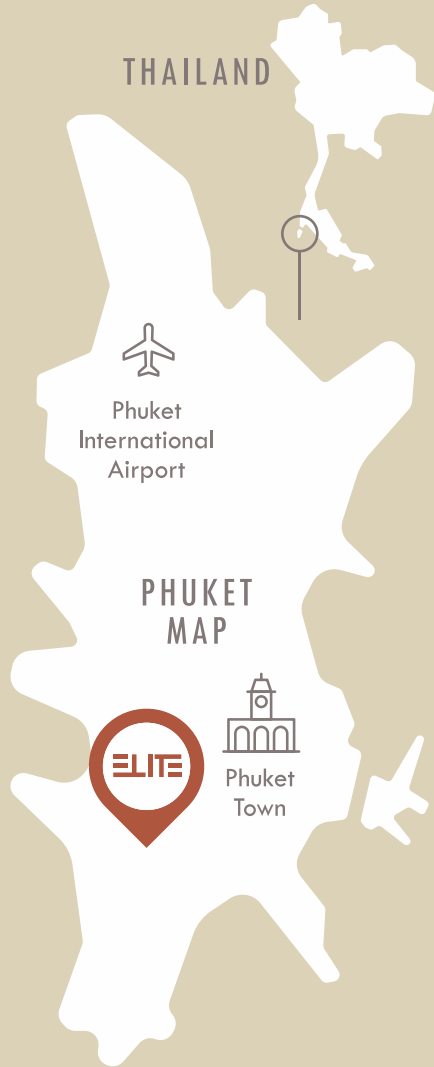 THAILAND
Phuket
International
Airport
PHUKET
MAP
ELITE
Phuket
Town